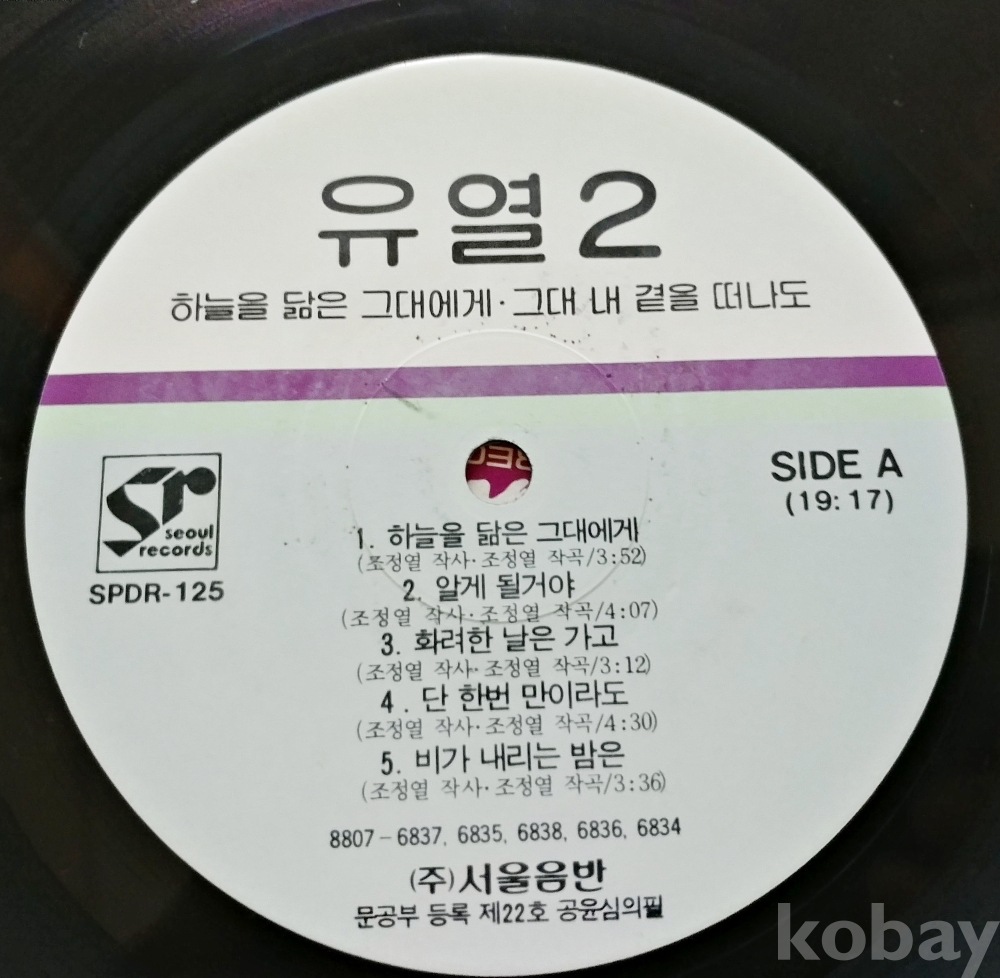 유열 2
하늘을 닮은 그대에게·그대 내 곁을 떠나도
SIDE A
(19:17)
seoul
records
SPDR-125
1. 하늘을 닮은 그대에게
(조정열 작사·조정열 작곡/3:52)
2. 알게 될거야
(조정열 작사·조정열 작곡/4:07)
3. 화려한 날은 가고
(조정열 작사·조정열 작곡/3:12)
4. 단 한번 만이라도
(조정열 작사·조정열 작곡/4:30)
5. 비가 내리는 밤은
(조정열 작사·조정열 작곡/3:36)
8807-6837, 6835, 6838, 6836, 6834
(주)서울음반
문공부 등록 제22호 공윤심의필
kobay